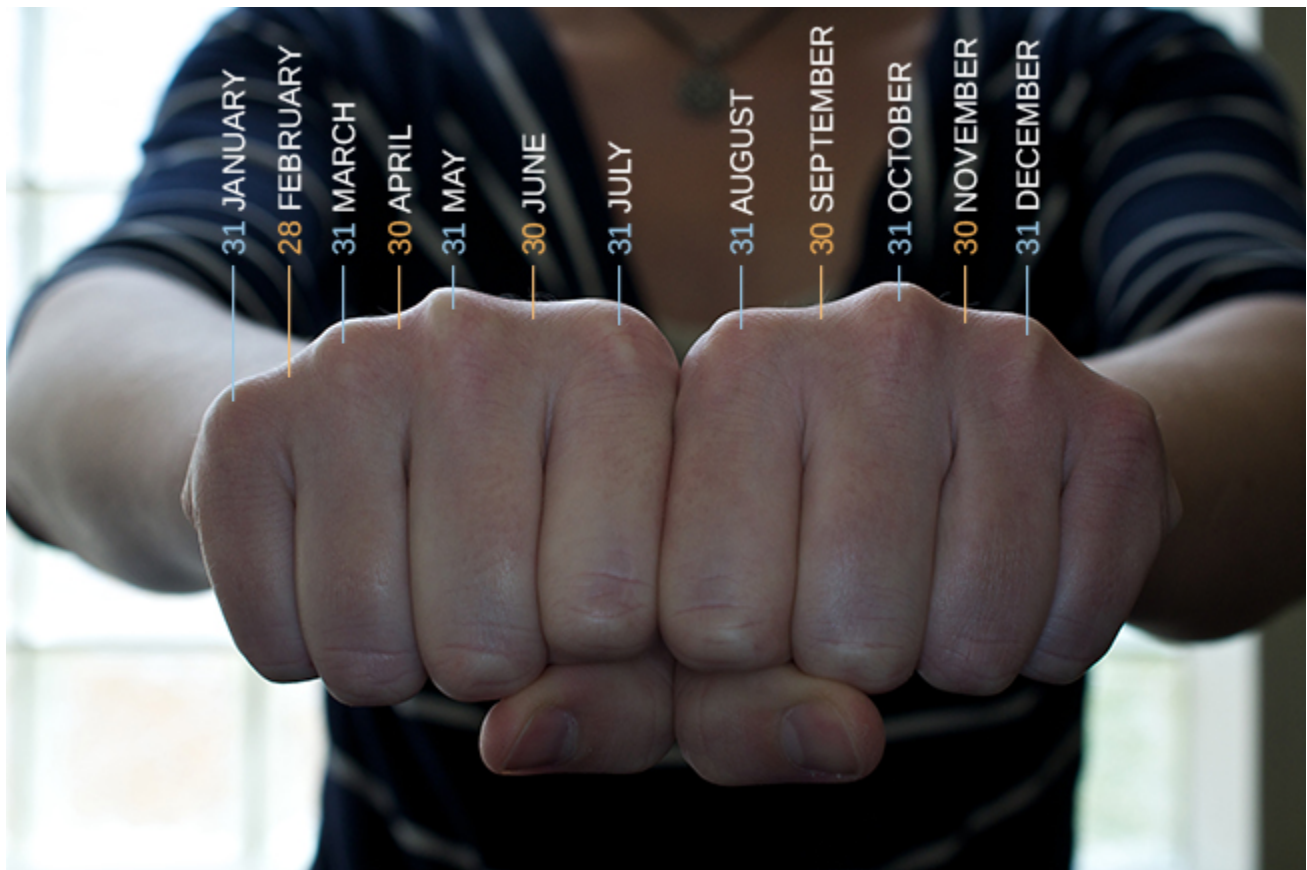 31 JANUARY
28 FEBRUARY
31 MARCH
30 APRIL
31 MAY
30 JUNE
31 JULY
31 AUGUST
30 SEPTEMBER
31 OCTOBER
30 NOVEMBER
31 DECEMBER